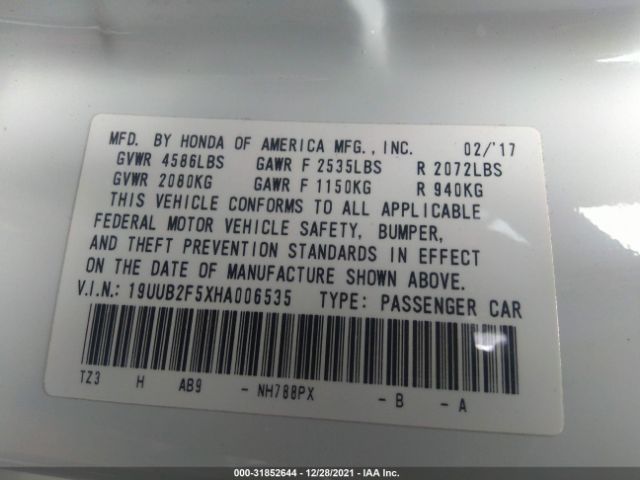 MFD. BY HONDA OF AMERICA MFG., INC. 02/'17
GVWR 4586LBS GAWR F 2535LBS R 2072LBS
GVWR 2080KG GAWR F 1150KG R 940KG
THIS VEHICLE CONFORMS TO ALL APPLICABLE
FEDERAL MOTOR VEHICLE SAFETY, BUMPER,
AND THEFT PREVENTION STANDARDS IN EFFECT
ON THE DATE OF MANUFACTURE SHOWN ABOVE.
V.I.N.: 19UUB2F5XHA006535 TYPE: PASSENGER CAR
TZ3 H AB9 - NH788PX - B - A
000-31852644 - 12/28/2021 - IAA Inc.